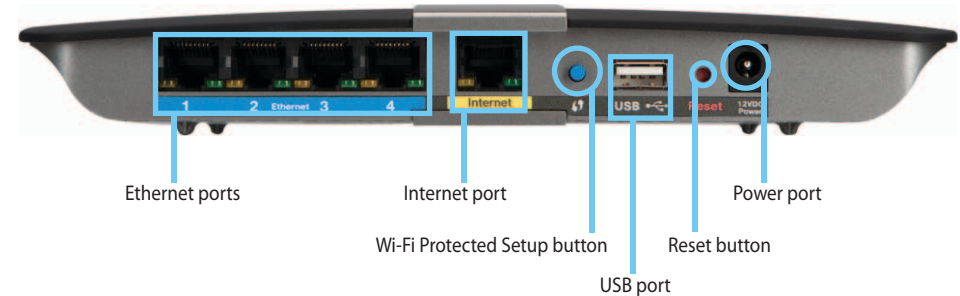 1 2 Ethernet 3 4
Internet
USB
Reset
12VDC
Power
Ethernet ports
Internet port
Power port
Wi-Fi Protected Setup button
Reset button
USB port